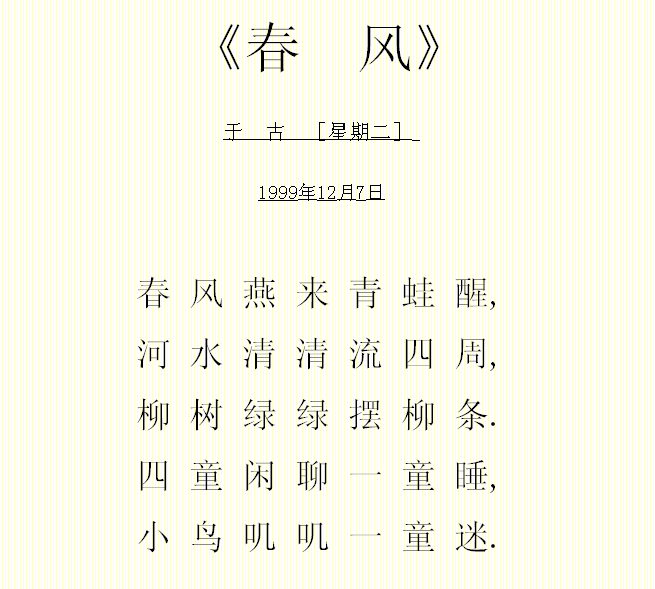 《春　风》
于　古　［星期二］
1999年12月7日
春 风 燕 来 青 蛙 醒,
河 水 清 清 流 四 周,
柳 树 绿 绿 摆 柳 条.
四 童 闲 聊 一 童 睡,
小 鸟 叽 叽 一 童 迷.